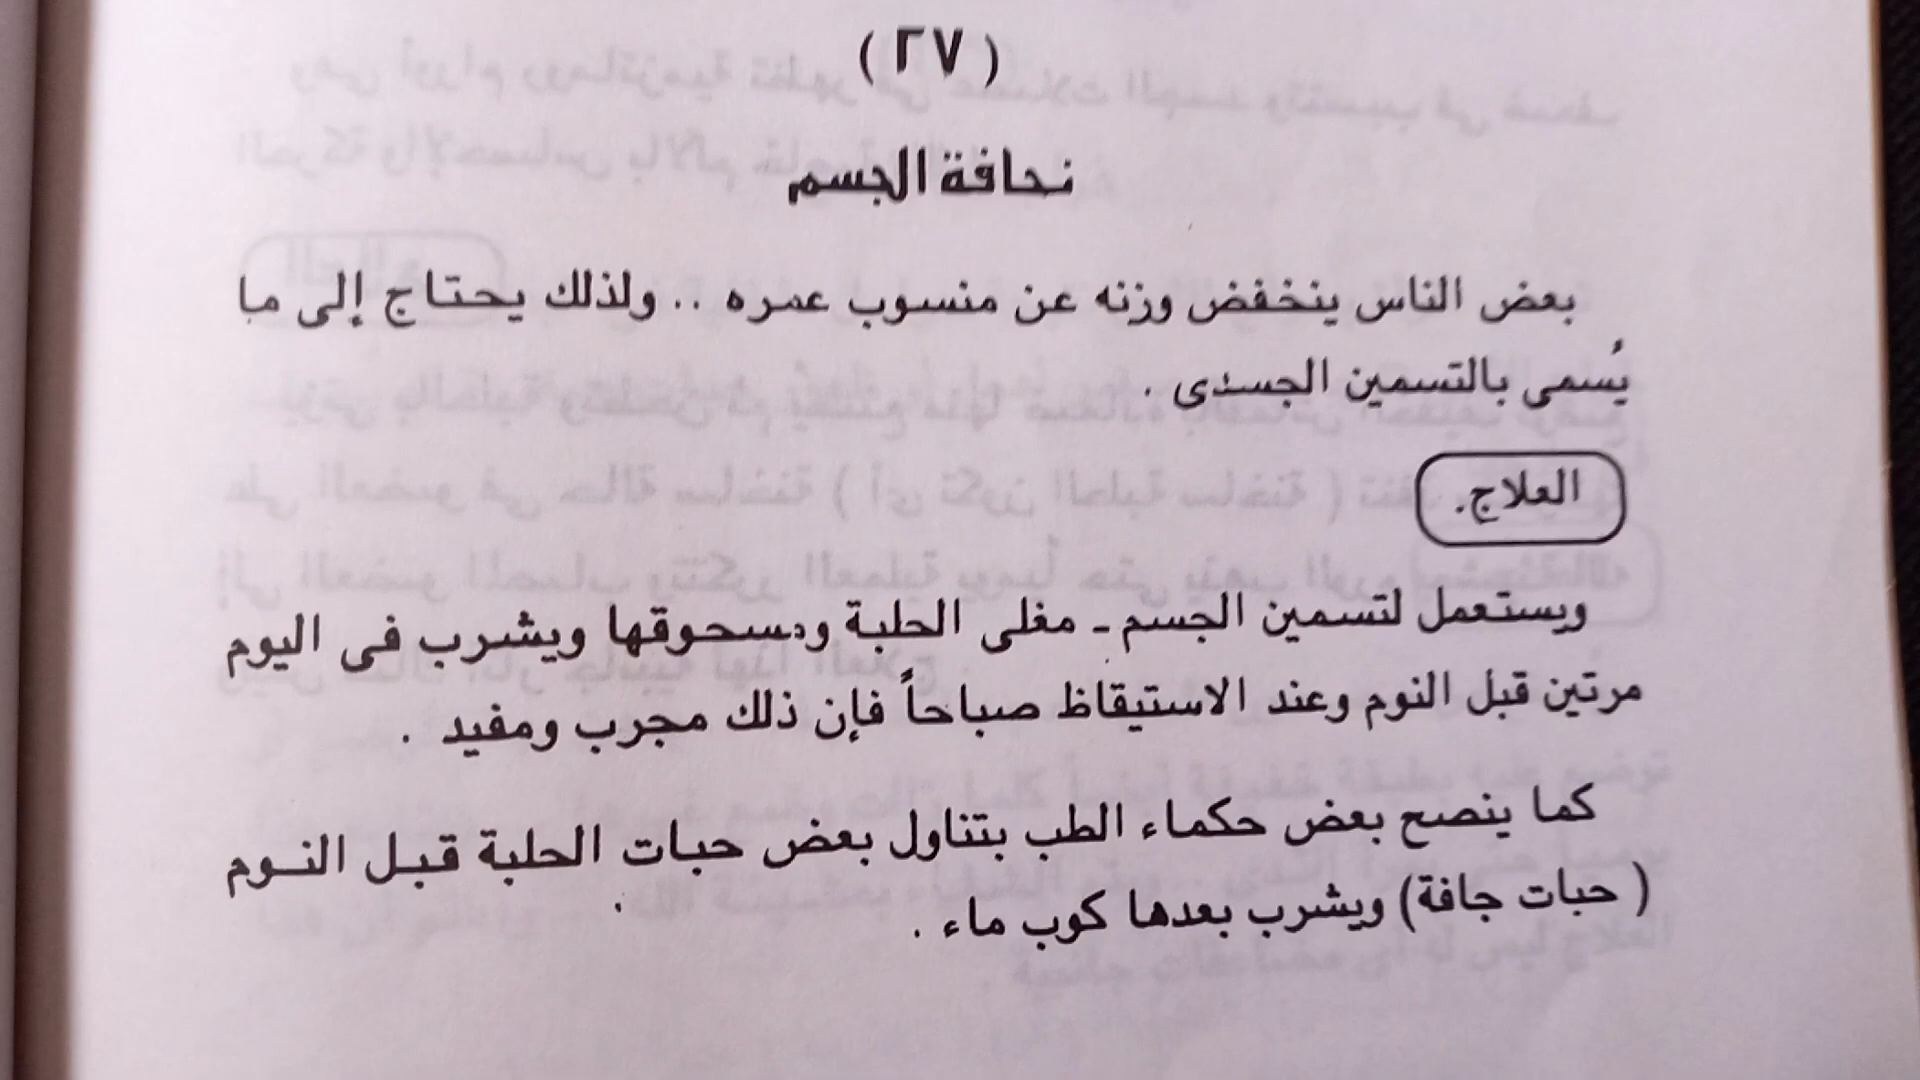 (٢٧)
نحافة الجسم
بعض الناس ينخفض وزنه عن منسوب عمره .. ولذلك يحتاج إلى ما
يُسمى بالتسمين الجسدى .
العلاج.
ويستعمل لتسمين الجسم ـ مغلى الحلبة ومسحوقها ويشرب فى اليوم
مرتين قبل النوم وعند الاستيقاظ صباحاً فإن ذلك مجرب ومفيد .
كما ينصح بعض حكماء الطب بتناول بعض حبات الحلبة قبل النوم
( حبات جافة) ويشرب بعدها كوب ماء .